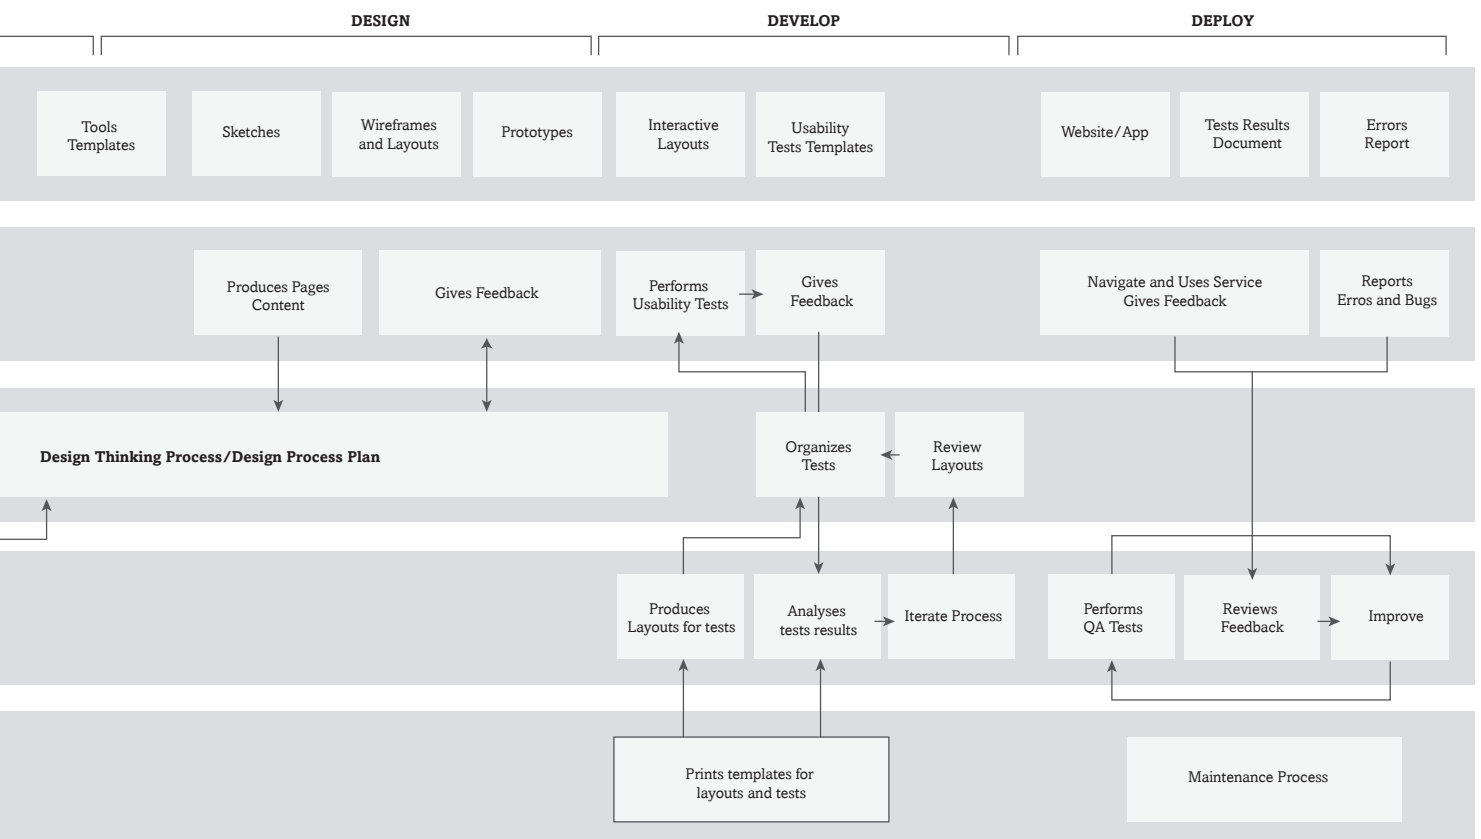 DESIGN
DEVELOP
DEPLOY
Tools
Templates
Sketches
Wireframes
and Layouts
Prototypes
Interactive
Layouts
Usability
Tests Templates
Website/App
Tests Results
Document
Errors
Report
Produces Pages
Content
Gives Feedback
Performs
Usability Tests
Gives
Feedback
Navigate and Uses Service
Gives Feedback
Reports
Erros and Bugs
Design Thinking Process/Design Process Plan
Organizes
Tests
Review
Layouts
Produces
Layouts for tests
Analyses
tests results
Iterate Process
Performs
QA Tests
Reviews
Feedback
Improve
Prints templates for
layouts and tests
Maintenance Process